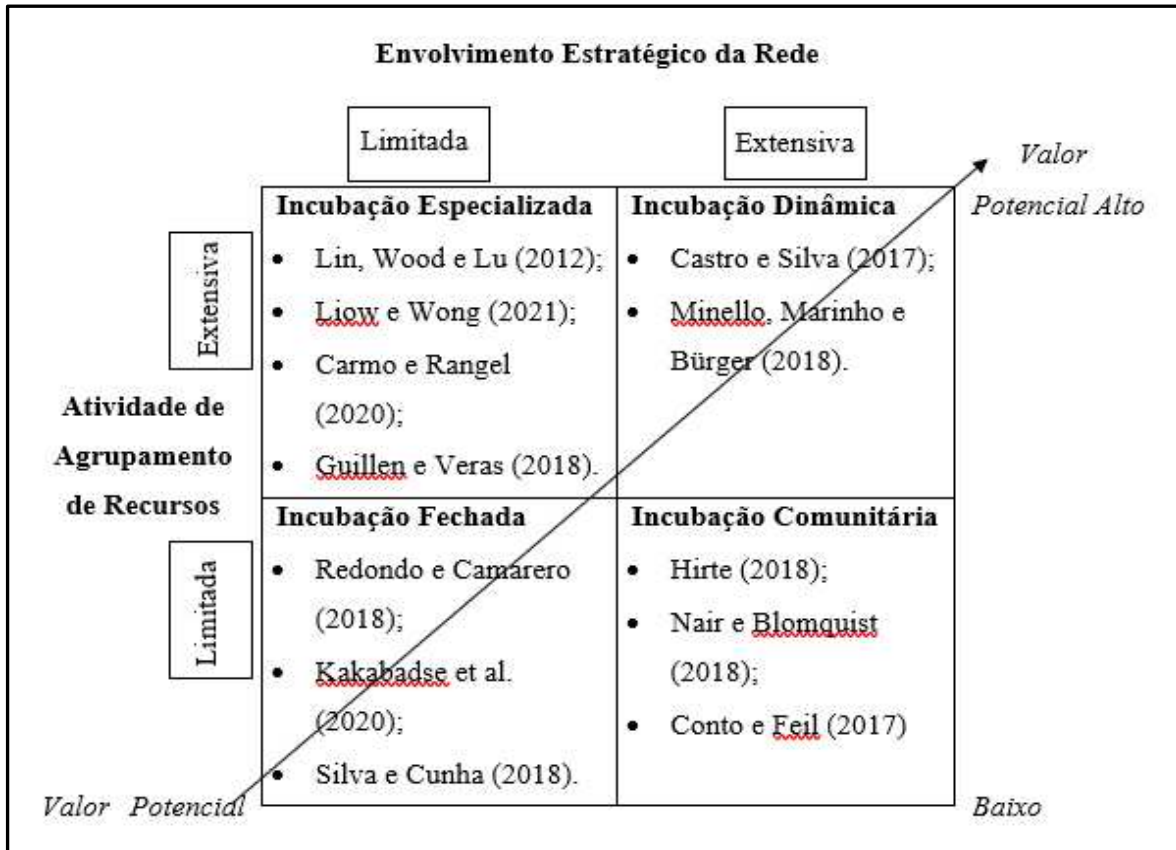 Envolvimento Estratégico da Rede
Limitada
Extensiva
Valor
Potencial Alto
Extensiva
Atividade de
Agrupamento
de Recursos
Limitada
Incubação Especializada
• Lin, Wood e Lu (2012);
• Liow e Wong (2021);
• Carmo e Rangel
(2020);
• Guillen e Veras (2018).
Incubação Dinâmica
• Castro e Silva (2017);
• Minello, Marinho e
Bürger (2018).
Incubação Fechada
• Redondo e Camarero
(2018);
• Kakabadse et al.
(2020);
• Silva e Cunha (2018).
Incubação Comunitária
• Hirte (2018);
• Nair e Blomquist
(2018);
• Conto e Feil (2017)
Valor Potencial
Baixo